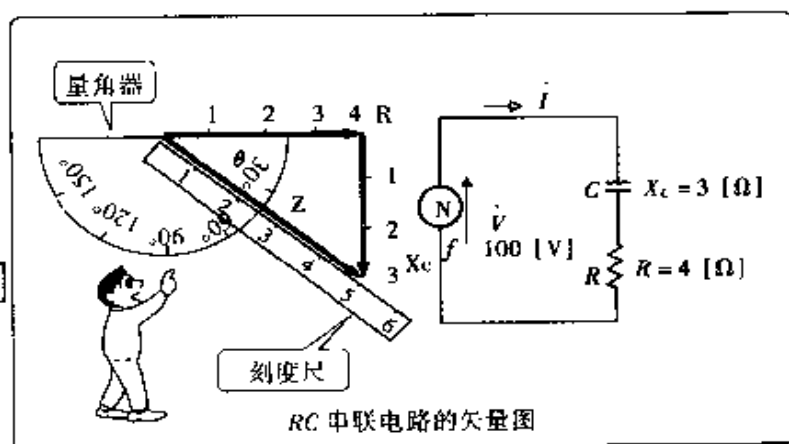 量角器
1 2 3 4 R
θ
30°
60°
90°
120°
150°
Z
1
2
3
Xc
1 2 3 4 5 6
刻度尺
İ
N
f
V̇
100 [V]
C Xc = 3 [Ω]
R R = 4 [Ω]
RC 串联电路的矢量图